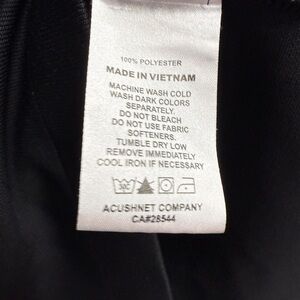 100% POLYESTER
MADE IN VIETNAM
MACHINE WASH COLD
WASH DARK COLORS
SEPARATELY.
DO NOT BLEACH
DO NOT USE FABRIC
SOFTENERS.
TUMBLE DRY LOW
REMOVE IMMEDIATELY
COOL IRON IF NECESSARY
ACUSHNET COMPANY
CA#28544